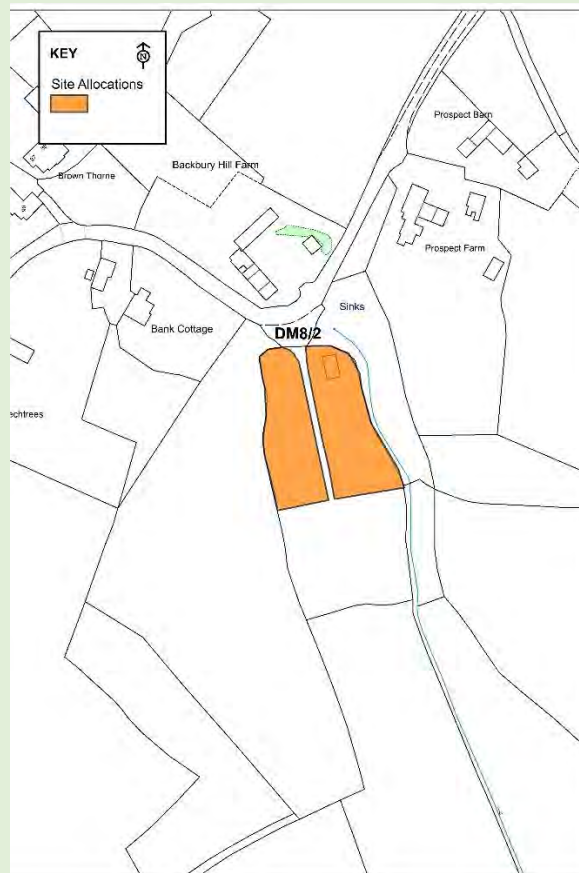 KEY
N
Site Allocations
Prospect Barn
Backbury Hill Farm
Brown Thorne
Prospect Farm
Sinks
Bank Cottage
DM8/2
echtrees